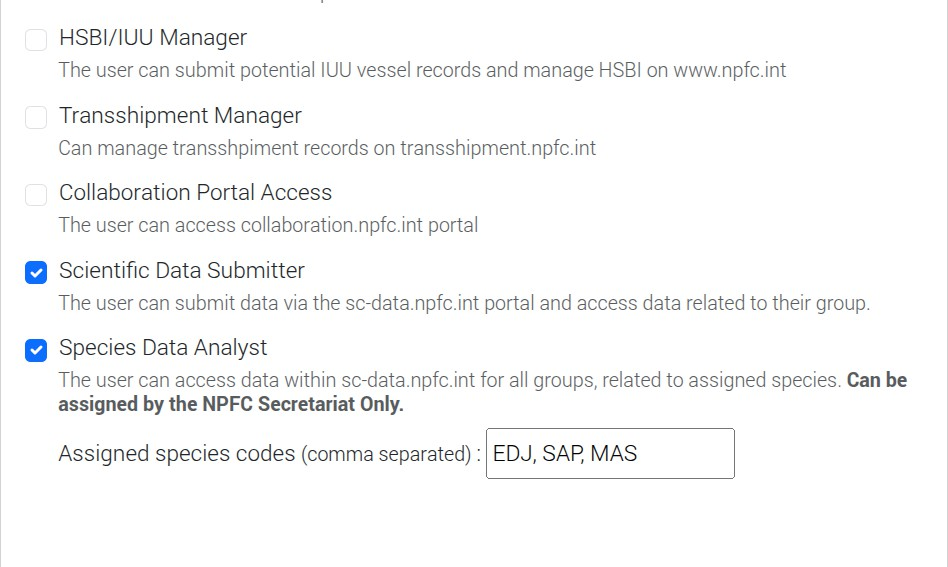 HSBI/IUU Manager
The user can submit potential IUU vessel records and manage HSBI on www.npfc.int
Transshipment Manager
Can manage transshpiment records on transshipment.npfc.int
Collaboration Portal Access
The user can access collaboration.npfc.int portal
Scientific Data Submitter
The user can submit data via the sc-data.npfc.int portal and access data related to their group.
Species Data Analyst
The user can access data within sc-data.npfc.int for all groups, related to assigned species. Can be
assigned by the NPFC Secretariat Only.
Assigned species codes (comma separated) : EDJ, SAP, MAS